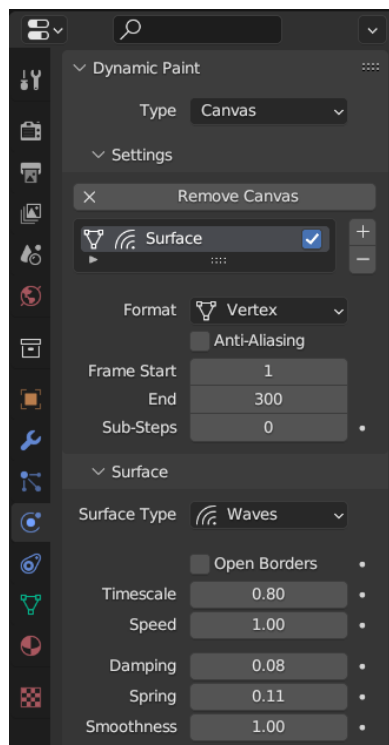 Dynamic Paint
Type Canvas
Settings
Remove Canvas
Surface
Format Vertex
Anti-Aliasing
Frame Start 1
End 300
Sub-Steps 0
Surface
Surface Type Waves
Open Borders
Timescale 0.80
Speed 1.00
Damping 0.08
Spring 0.11
Smoothness 1.00